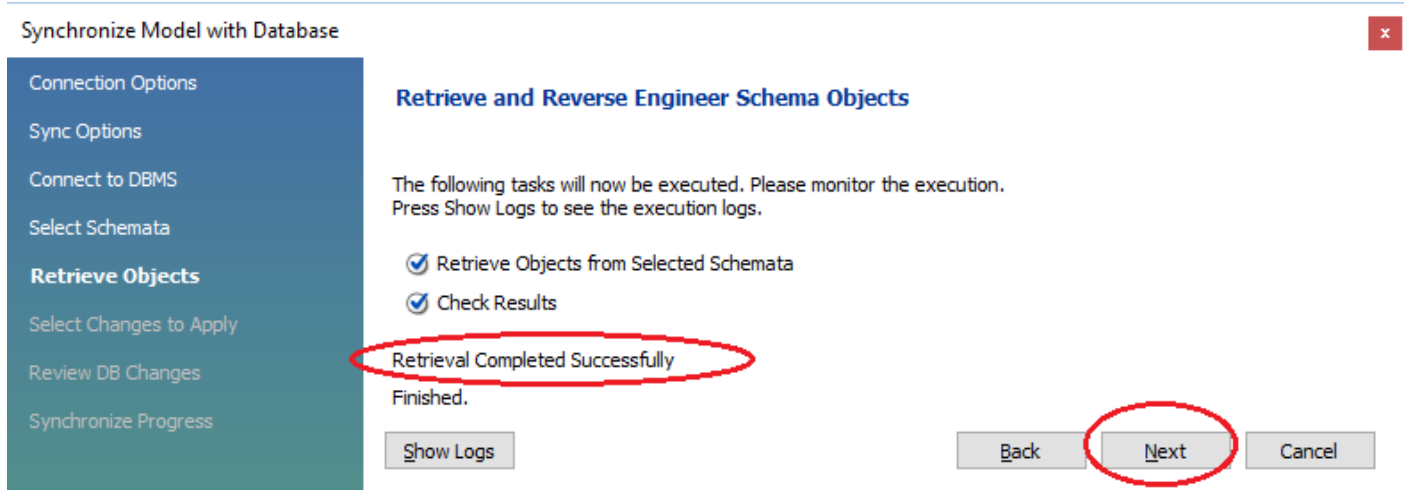 Synchronize Model with Database
x
Connection Options
Sync Options
Connect to DBMS
Select Schemata
Retrieve Objects
Select Changes to Apply
Review DB Changes
Synchronize Progress
Retrieve and Reverse Engineer Schema Objects
The following tasks will now be executed. Please monitor the execution.
Press Show Logs to see the execution logs.
Retrieve Objects from Selected Schemata
Check Results
Retrieval Completed Successfully
Finished.
Show Logs
Back
Next
Cancel